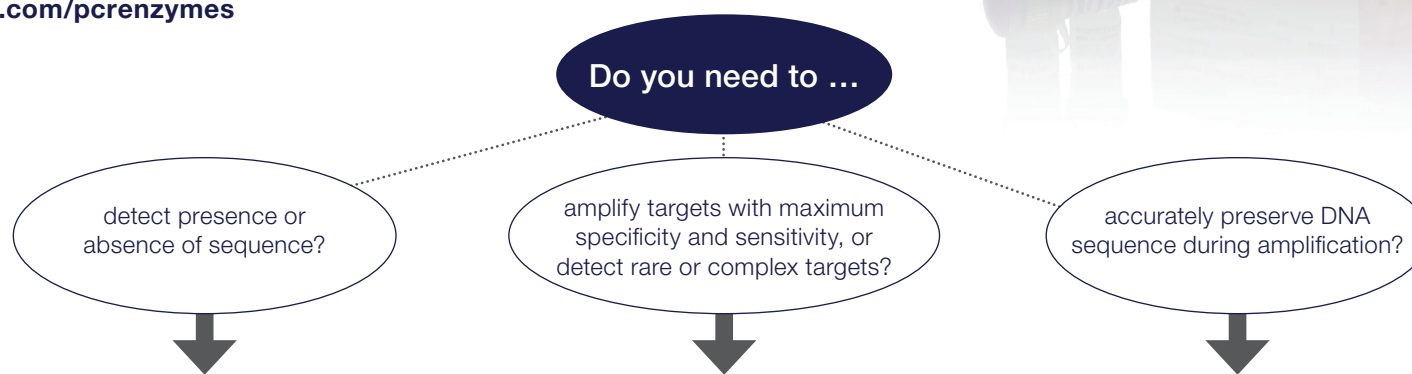 .com/pcrenzymes
Do you need to ...
detect presence or
absence of sequence?
amplify targets with maximum
specificity and sensitivity, or
detect rare or complex targets?
accurately preserve DNA
sequence during amplification?